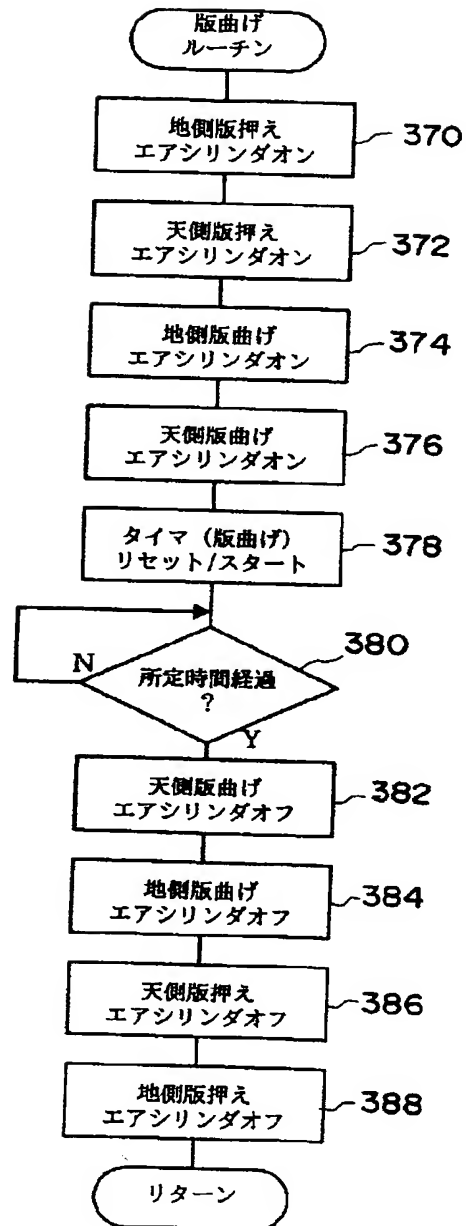 版曲げ
ルーチン
地側版押え
エアシリンダオン
370
天側版押え
エアシリンダオン
372
地側版曲げ
エアシリンダオン
374
天側版曲げ
エアシリンダオン
376
タイマ（版曲げ）
リセット/スタート
378
380
N
所定時間経過
?
Y
天側版曲げ
エアシリンダオフ
382
地側版曲げ
エアシリンダオフ
384
天側版押え
エアシリンダオフ
386
地側版押え
エアシリンダオフ
388
リターン